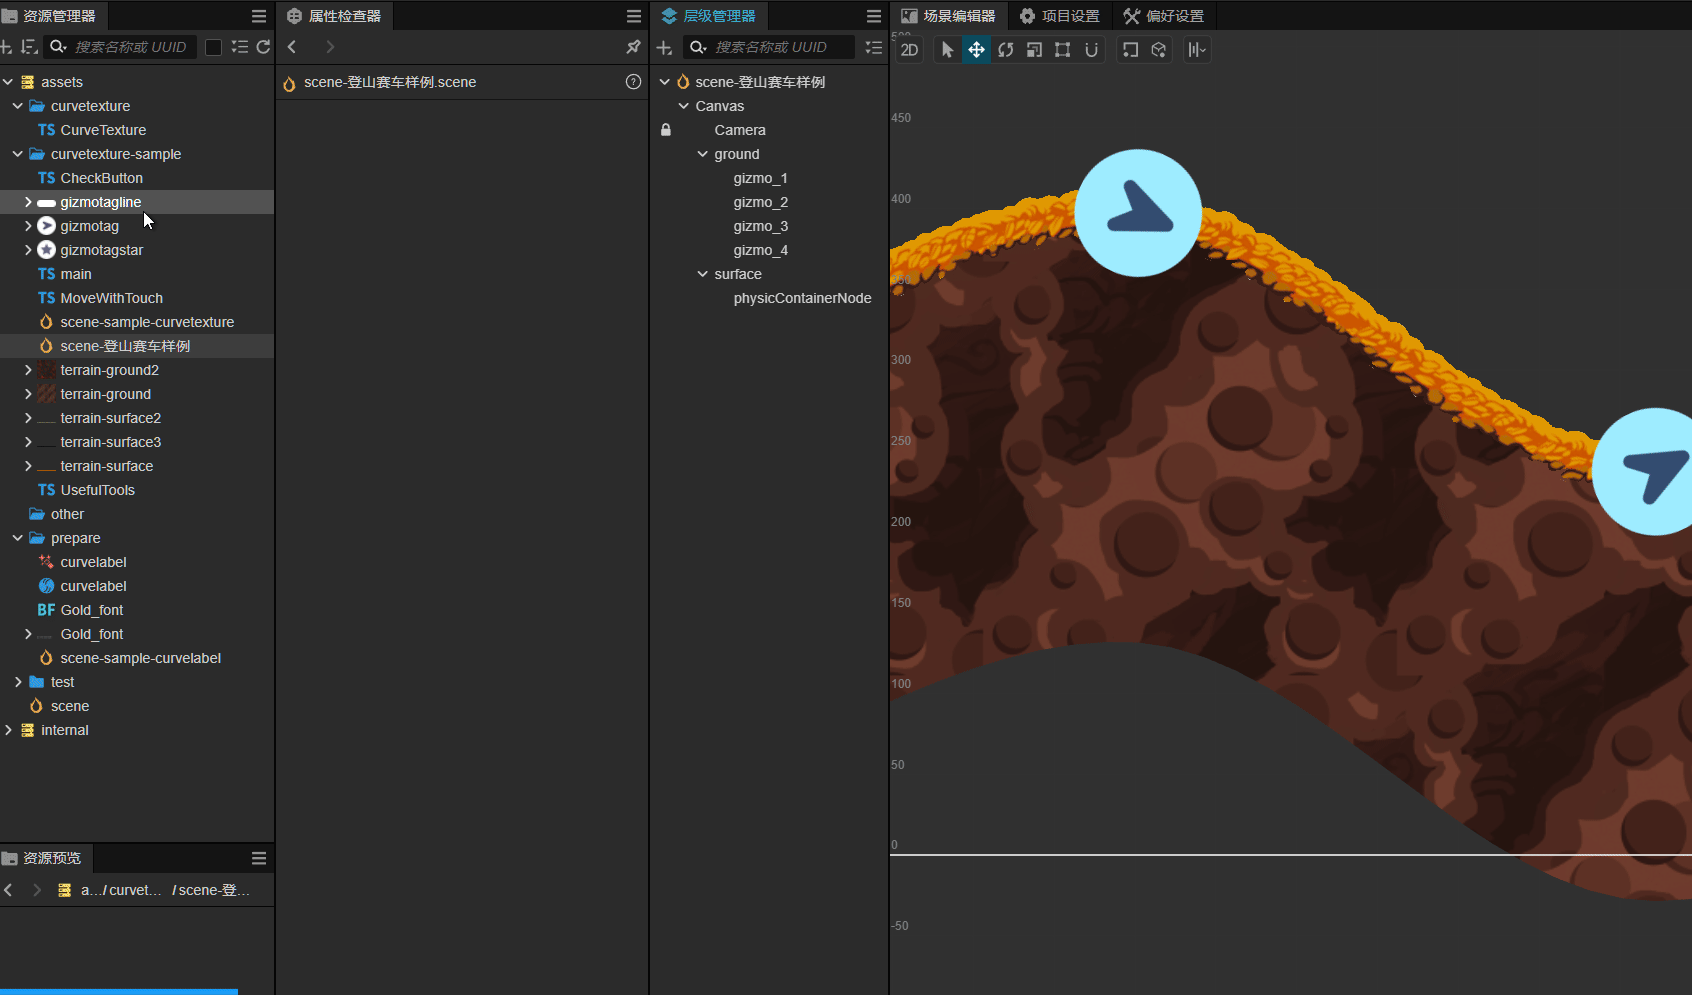 资源管理器
搜索名称或 UUID
assets
curvetexture
TS CurveTexture
curvetexture-sample
TS CheckButton
gizmotagline
gizmotag
gizmotagstar
TS main
TS MoveWithTouch
scene-sample-curvetexture
scene-登山赛车样例
terrain-ground2
terrain-ground
terrain-surface2
terrain-surface3
terrain-surface
TS UsefulTools
other
prepare
curvelabel
curvelabel
BF Gold_font
Gold_font
scene-sample-curvelabel
test
scene
internal
资源预览
a.../ curvet... / scene-登...
属性检查器
scene-登山赛车样例.scene
层级管理器
搜索名称或 UUID
scene-登山赛车样例
Canvas
Camera
ground
gizmo_1
gizmo_2
gizmo_3
gizmo_4
surface
physicContainerNode
场景编辑器 项目设置 偏好设置
2D
450
400
300
250
200
150
100
50
0
-50